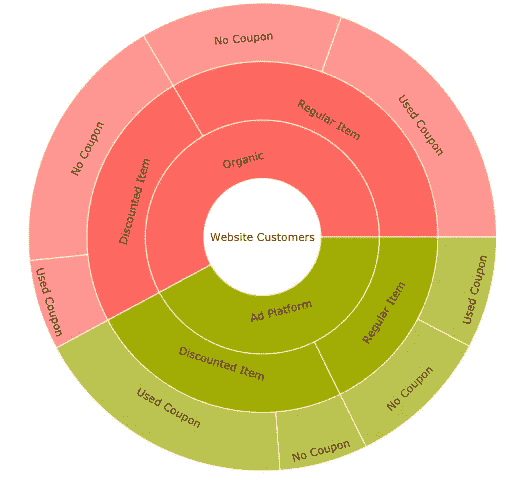 No Coupon
Used Coupon
Regular Item
No Coupon
Organic
Discounted Item
Website Customers
Used Coupon
Used Coupon
Ad Platform
Regular Item
Discounted Item
No Coupon
Used Coupon
No Coupon